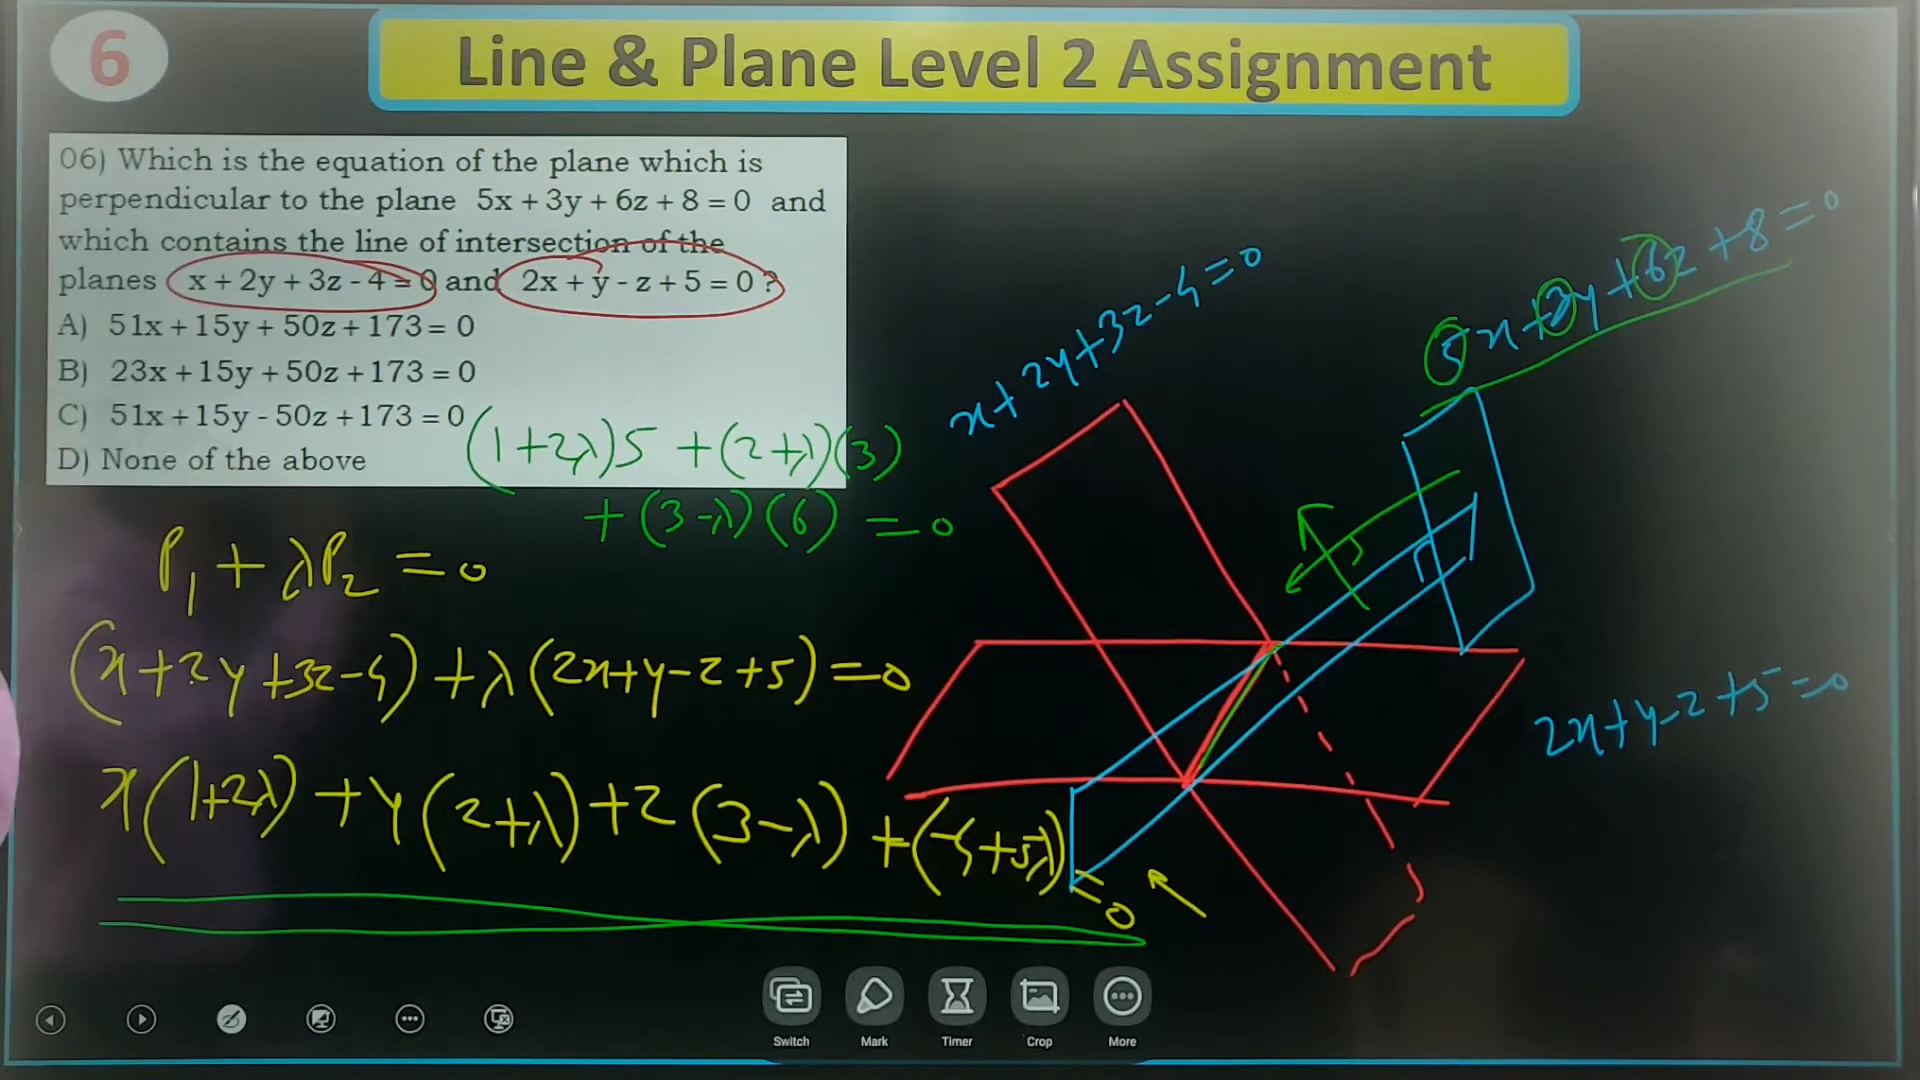 6
Line & Plane Level 2 Assignment
06) Which is the equation of the plane which is
perpendicular to the plane 5x + 3y + 6z + 8 = 0 and
which contains the line of intersection of the
planes x + 2y + 3z - 4 = 0 and 2x + y - z + 5 = 0 ?
A) 51x + 15y + 50z + 173 = 0
B) 23x + 15y + 50z + 173 = 0
C) 51x + 15y - 50z + 173 = 0
D) None of the above
(1+2λ)5 + (2+λ)(3)
+ (3-λ)(6) = 0
P₁ + λP₂ = 0
(x+2y+3z-4) + λ(2x+y-z+5) = 0
x(1+2λ) + y(2+λ) + z(3-λ) + (-4+5λ)
= 0
x+2y+3z-4=0
5x+3y+6z+8=0
2x+y-z+5=0
Switch
Mark
Timer
Crop
More